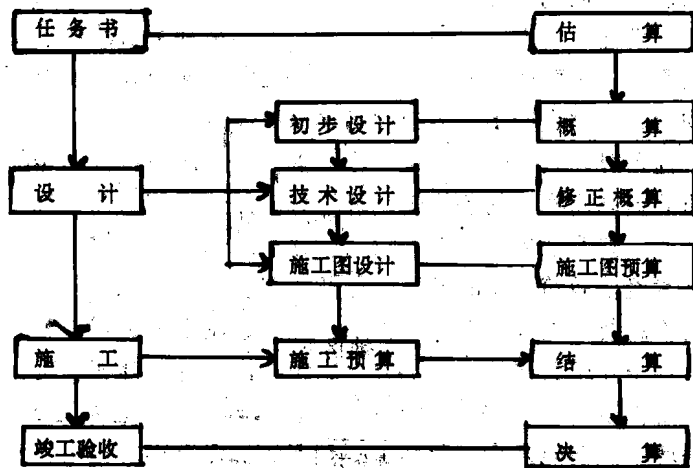 任务书 估算
初步设计 概算
设计 技术设计 修正概算
施工图设计 施工图预算
施工 施工预算 结算
竣工验收 决算